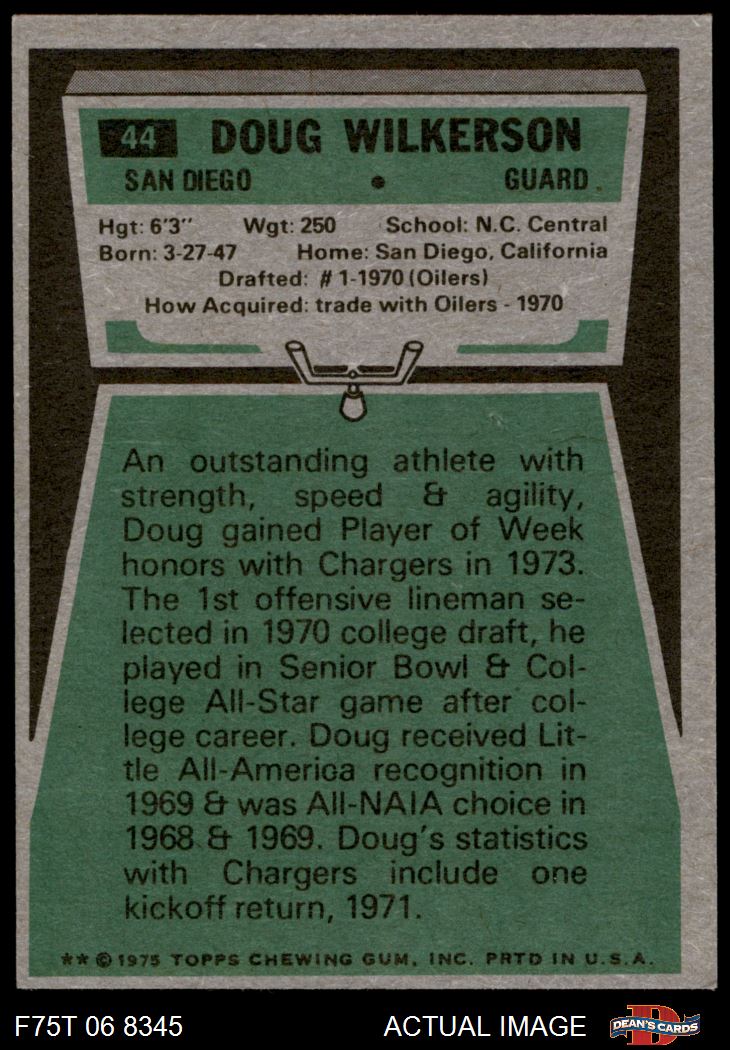 44 DOUG WILKERSON
SAN DIEGO • GUARD
Hgt: 6'3" Wgt: 250 School: N.C. Central
Born: 3-27-47 Home: San Diego, California
Drafted: #1-1970 (Oilers)
How Acquired: trade with Oilers - 1970
An outstanding athlete with
strength, speed & agility,
Doug gained Player of Week
honors with Chargers in 1973.
The 1st offensive lineman se-
lected in 1970 college draft, he
played in Senior Bowl & Col-
lege All-Star game after col-
lege career. Doug received Lit-
tle All-America recognition in
1969 & was All-NAIA choice in
1968 & 1969. Doug's statistics
with Chargers include one
kickoff return, 1971.
** © 1975 TOPPS CHEWING GUM, INC. PRTD IN U.S.A.
F75T 06 8345 ACTUAL IMAGE D DEAN'S CARDS